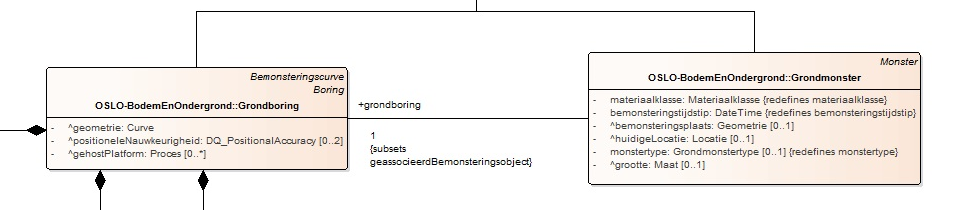 Bemonsteringscurve
Boring
OSLO-BodemEnOndergrond::Grondboring
- ^geometrie: Curve
- ^positioneleNauwkeurigheid: DQ_PositionalAccuracy [0..2]
- ^gehostPlatform: Proces [0..*]
+grondboring
1
{subsets
geassocieerdBemonsteringsobject}
Monster
OSLO-BodemEnOndergrond::Grondmonster
- materiaalklasse: Materiaalklasse {redefines materiaalklasse}
- bemonsteringstijdstip: DateTime {redefines bemonsteringstijdstip}
- ^bemonsteringsplaats: Geometrie [0..1]
- ^huidigeLocatie: Locatie [0..1]
- monstertype: Grondmonstertype [0..1] {redefines monstertype}
- ^grootte: Maat [0..1]